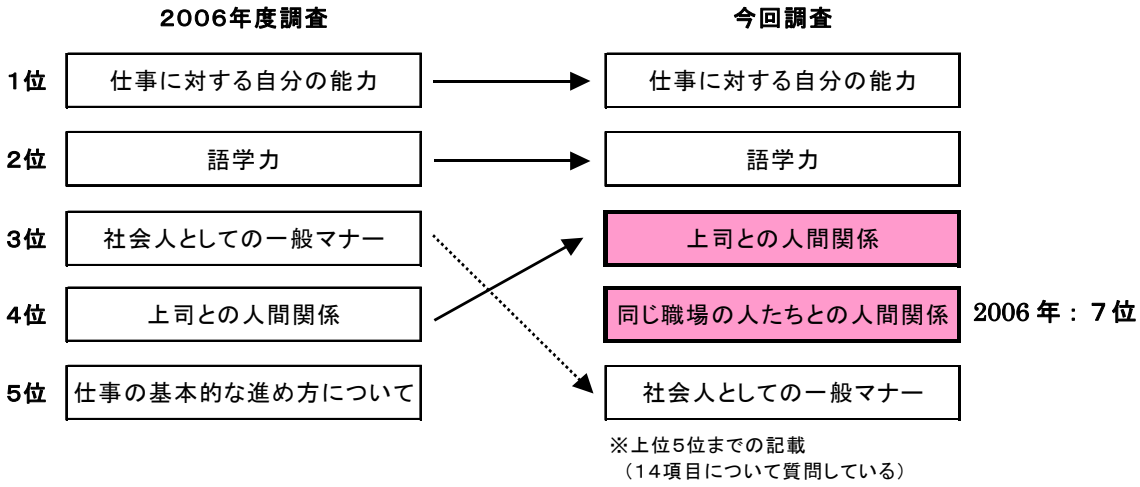 2006年度調査 今回調査
1位 仕事に対する自分の能力 仕事に対する自分の能力
2位 語学力 語学力
3位 社会人としての一般マナー 上司との人間関係
4位 上司との人間関係 同じ職場の人たちとの人間関係 2006年：7位
5位 仕事の基本的な進め方について 社会人としての一般マナー
※上位5位までの記載
（14項目について質問している）